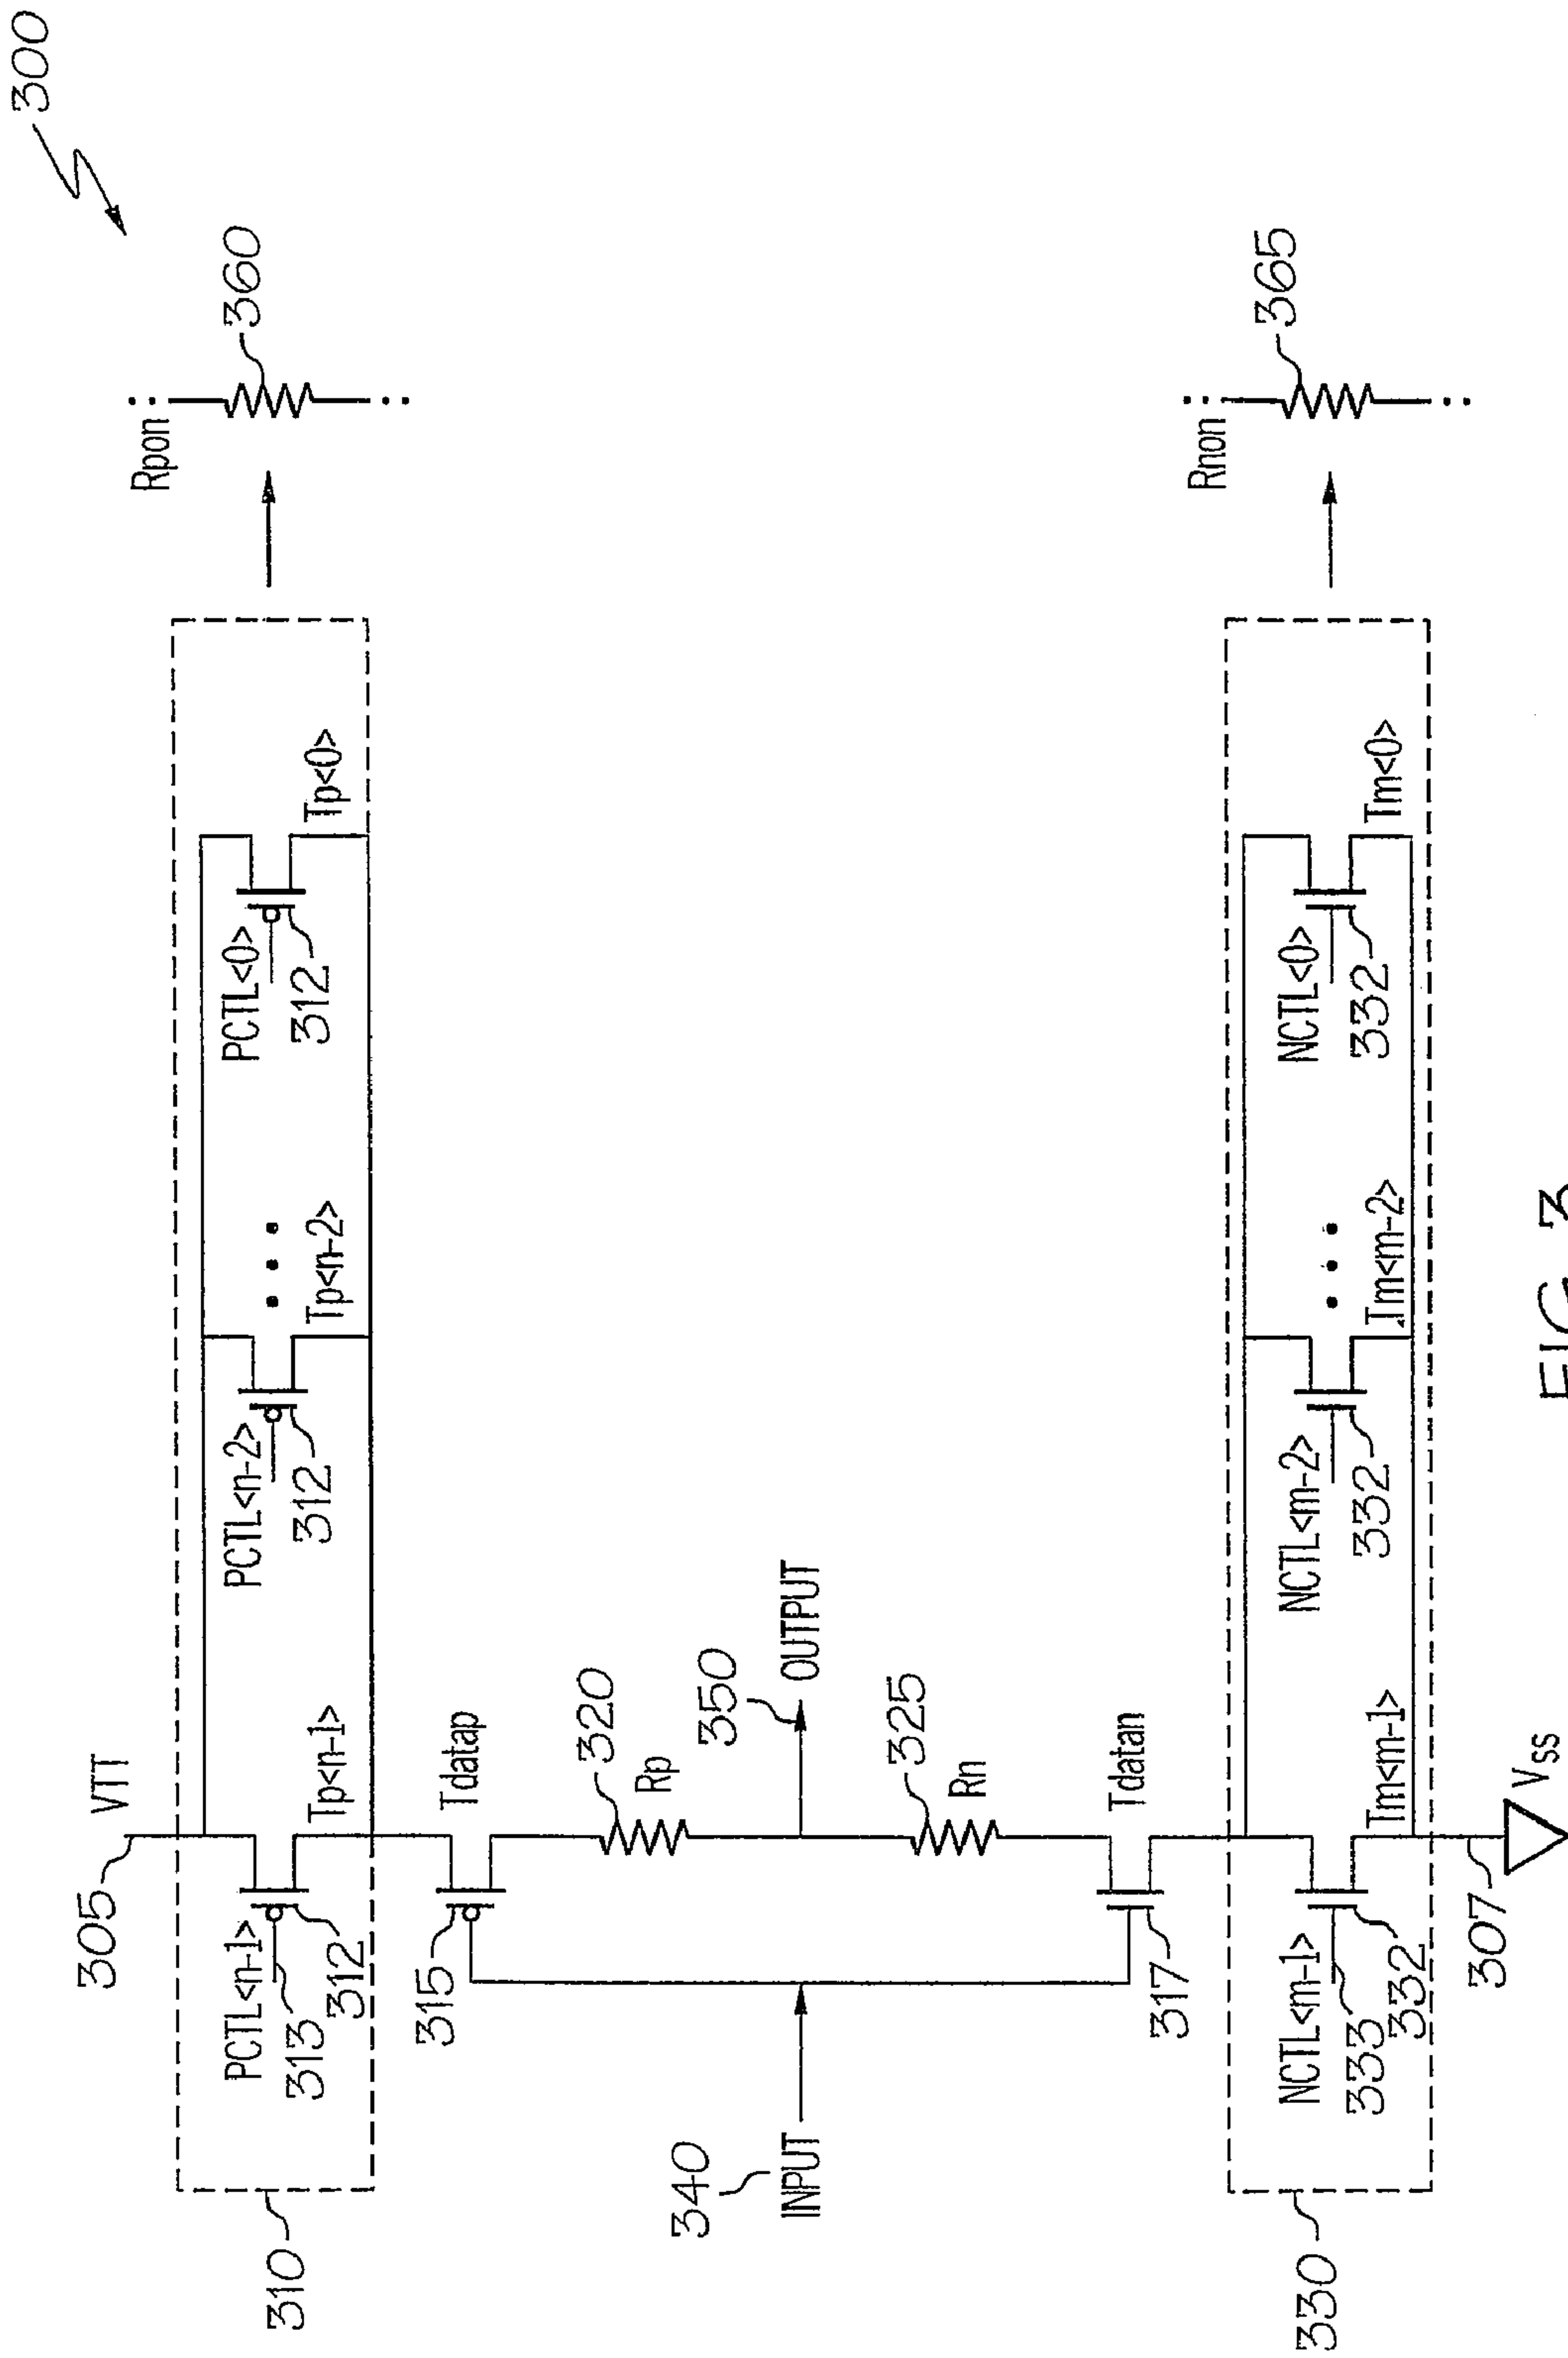 300
VTT
305
PCTL<n-1>
313
312
Tp<n-1>
PCTL<n-2>
312
Tp<n-2>
PCTL<0>
312
Tp<0>
310
Rpon
360
315
Tdatap
320
Rp
340
INPUT
350
OUTPUT
325
Rn
317
Tdatan
NCTL<m-1>
333
332
Tm<m-1>
NCTL<m-2>
332
Tm<m-2>
NCTL<0>
332
Tm<0>
330
Rnon
365
307
VSS
FIG. 3